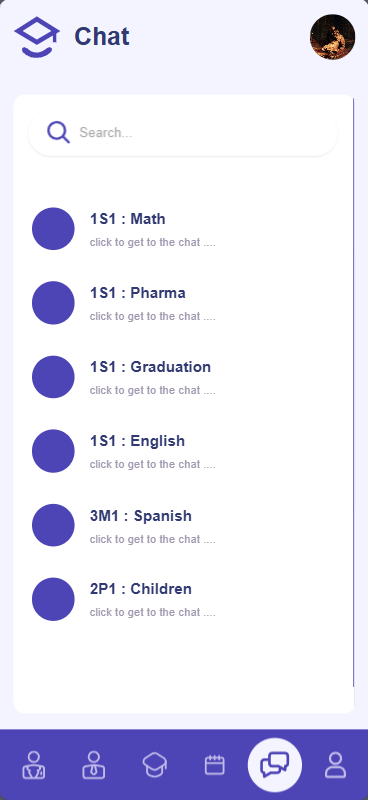 Chat
Search...
1S1 : Math
click to get to the chat ....
1S1 : Pharma
click to get to the chat ....
1S1 : Graduation
click to get to the chat ....
1S1 : English
click to get to the chat ....
3M1 : Spanish
click to get to the chat ....
2P1 : Children
click to get to the chat ....